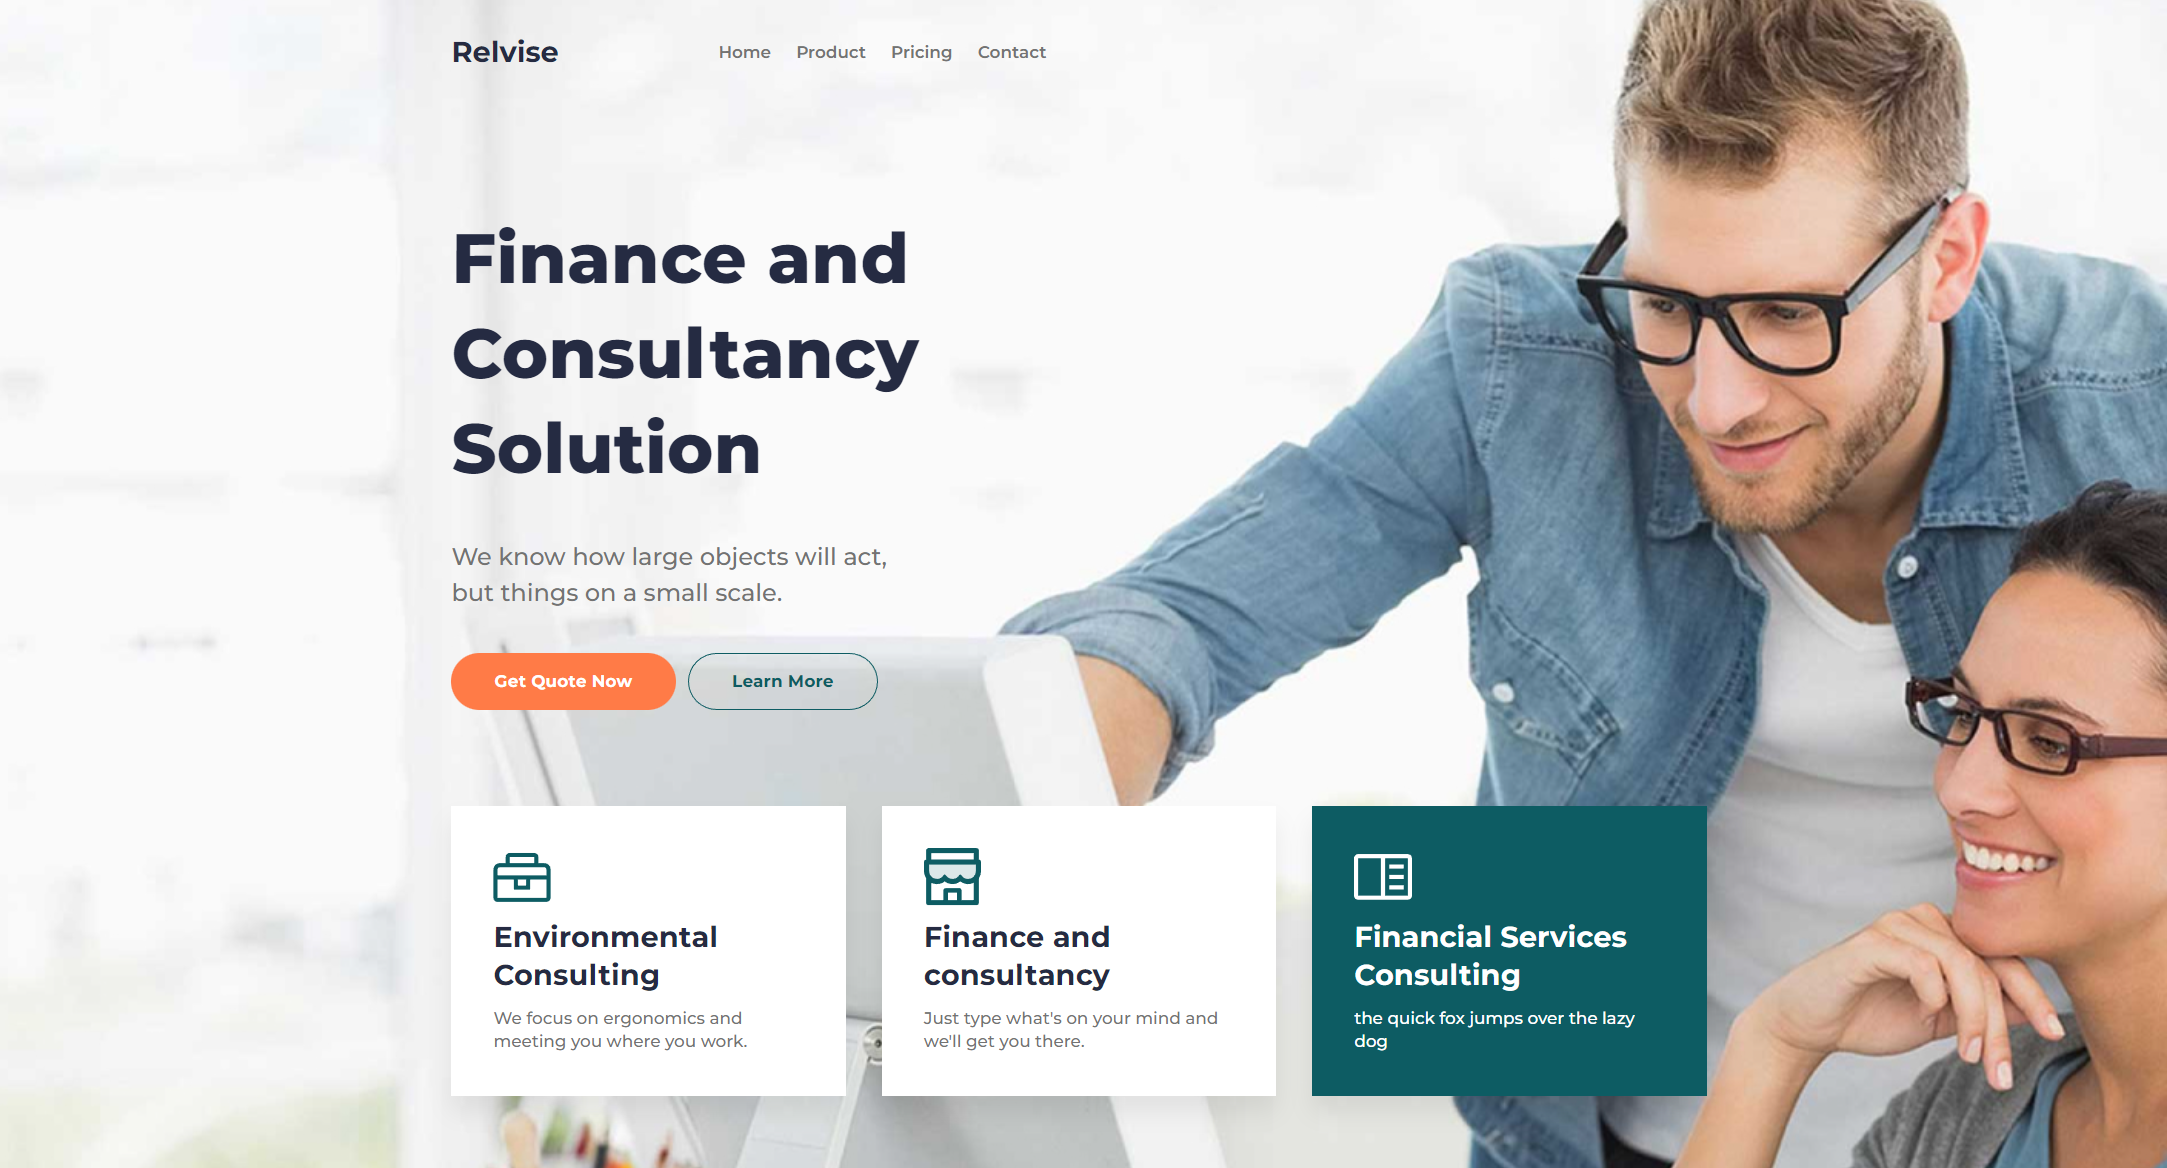 Relvise
Home Product Pricing Contact
Finance and
Consultancy
Solution
We know how large objects will act,
but things on a small scale.
Get Quote Now
Learn More
Environmental
Consulting
We focus on ergonomics and
meeting you where you work.
Finance and
consultancy
Just type what's on your mind and
we'll get you there.
Financial Services
Consulting
the quick fox jumps over the lazy
dog